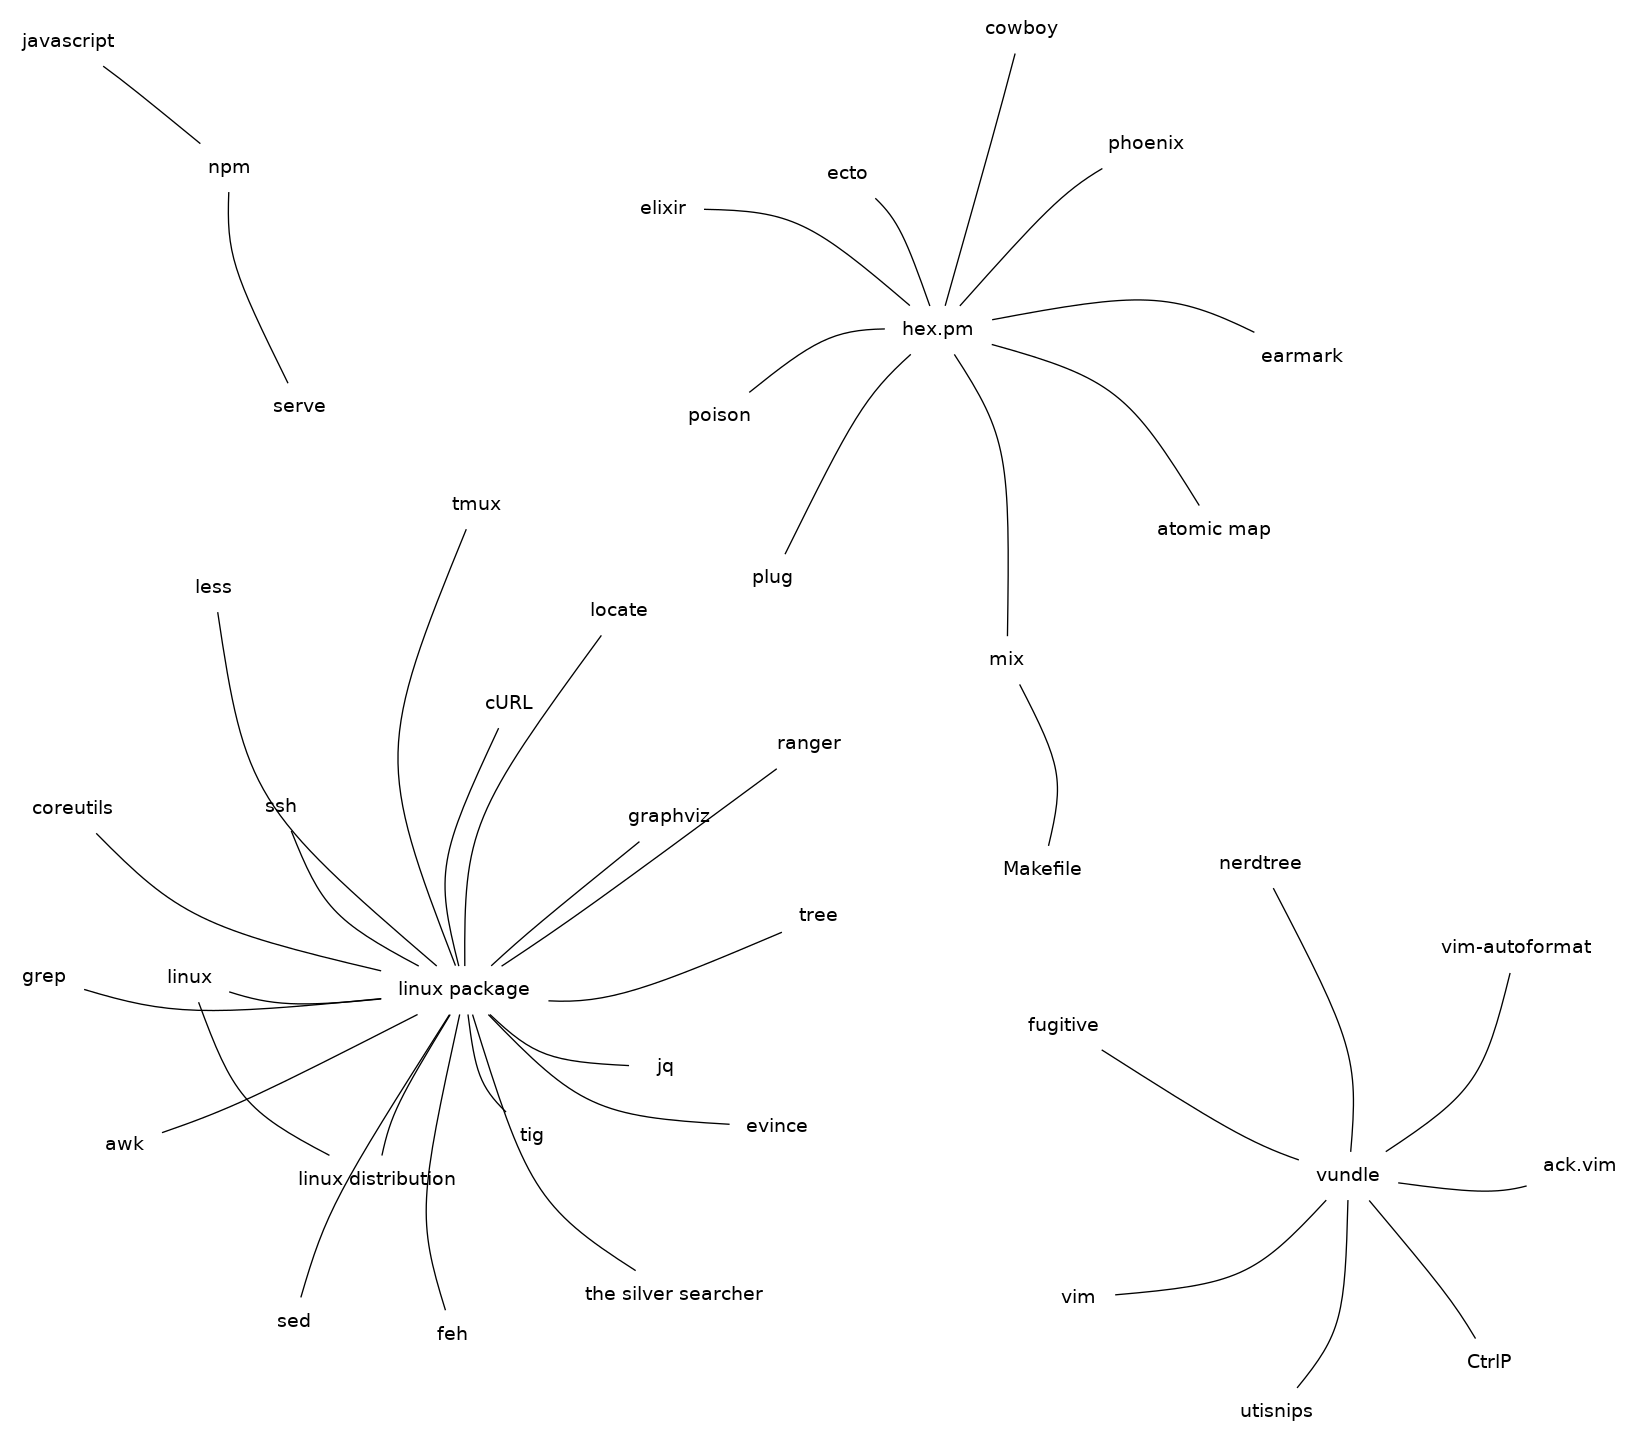 cowboy
javascript
phoenix
npm
ecto
elixir
hex.pm
earmark
serve
poison
tmux
atomic map
plug
less
locate
mix
cURL
ranger
ssh
coreutils
graphviz
nerdtree
Makefile
tree
vim-autoformat
grep
linux
linux package
fugitive
jq
evince
tig
awk
ack.vim
vundle
linux distribution
the silver searcher
vim
sed
feh
CtrlP
utisnips